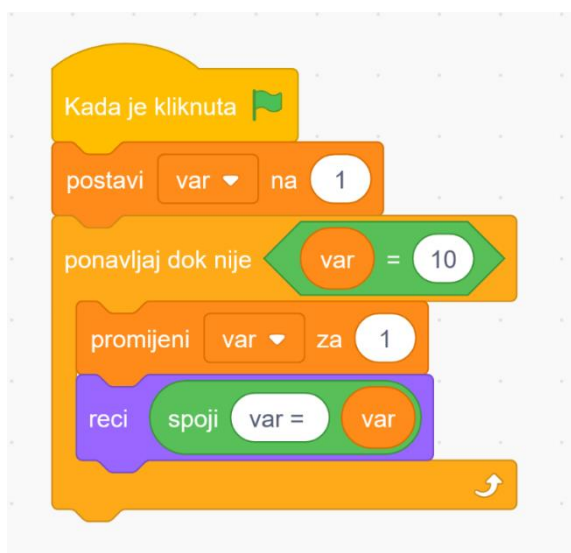 Kada je kliknuta
postavi var na 1
ponavljaj dok nije var = 10
promijeni var za 1
reci spoji var = var